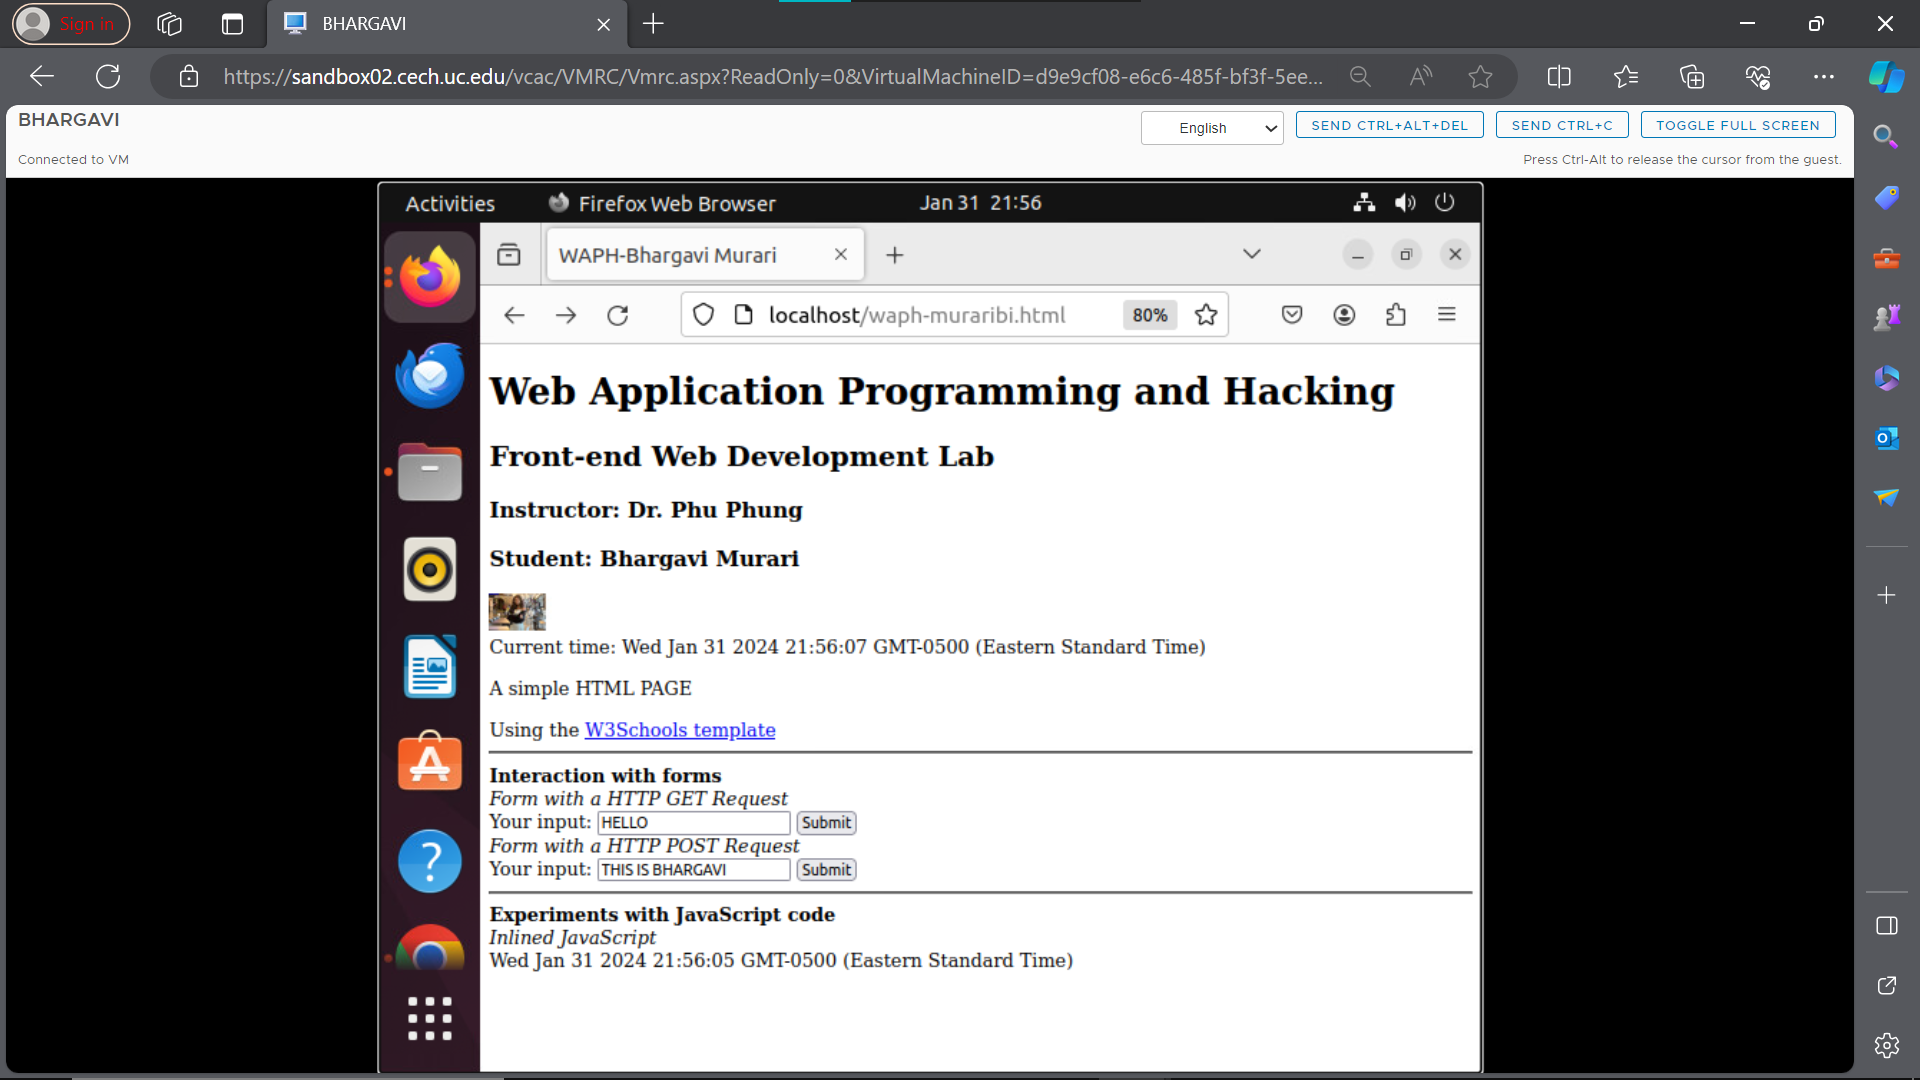 Sign in
BHARGAVI
https://sandbox02.cech.uc.edu/vcac/VMRC/Vmrc.aspx?ReadOnly=0&VirtualMachineID=d9e9cf08-e6c6-485f-bf3f-5ee...
BHARGAVI
English
SEND CTRL+ALT+DEL
SEND CTRL+C
TOGGLE FULL SCREEN
Connected to VM
Press Ctrl-Alt to release the cursor from the guest.
Activities
Firefox Web Browser
Jan 31 21:56
WAPH-Bhargavi Murari
localhost/waph-muraribi.html
80%
Web Application Programming and Hacking
Front-end Web Development Lab
Instructor: Dr. Phu Phung
Student: Bhargavi Murari
Current time: Wed Jan 31 2024 21:56:07 GMT-0500 (Eastern Standard Time)
A simple HTML PAGE
Using the W3Schools template
Interaction with forms
Form with a HTTP GET Request
Your input: HELLO Submit
Form with a HTTP POST Request
Your input: THIS IS BHARGAVI Submit
Experiments with JavaScript code
Inlined JavaScript
Wed Jan 31 2024 21:56:05 GMT-0500 (Eastern Standard Time)